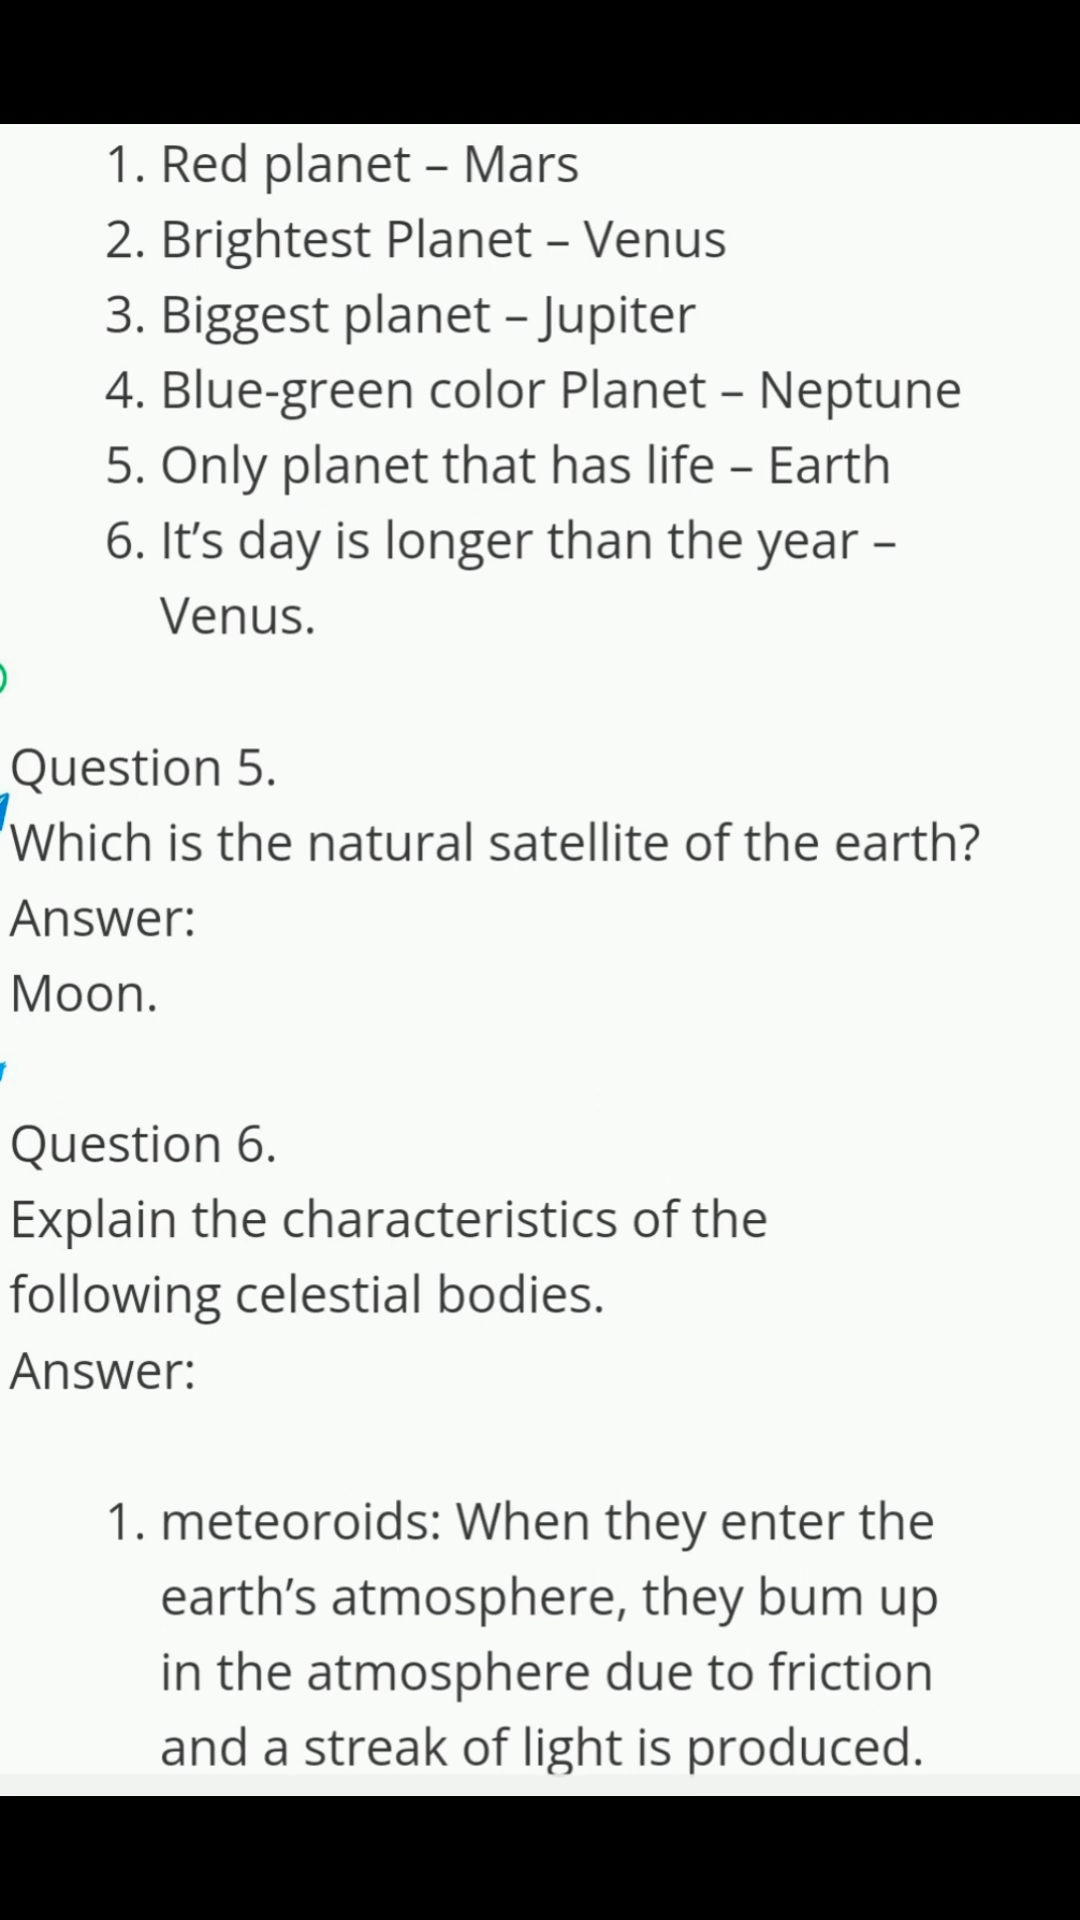 1. Red planet – Mars
2. Brightest Planet – Venus
3. Biggest planet – Jupiter
4. Blue-green color Planet – Neptune
5. Only planet that has life – Earth
6. It’s day is longer than the year –
Venus.
Question 5.
Which is the natural satellite of the earth?
Answer:
Moon.
Question 6.
Explain the characteristics of the
following celestial bodies.
Answer:
1. meteoroids: When they enter the
earth’s atmosphere, they bum up
in the atmosphere due to friction
and a streak of light is produced.